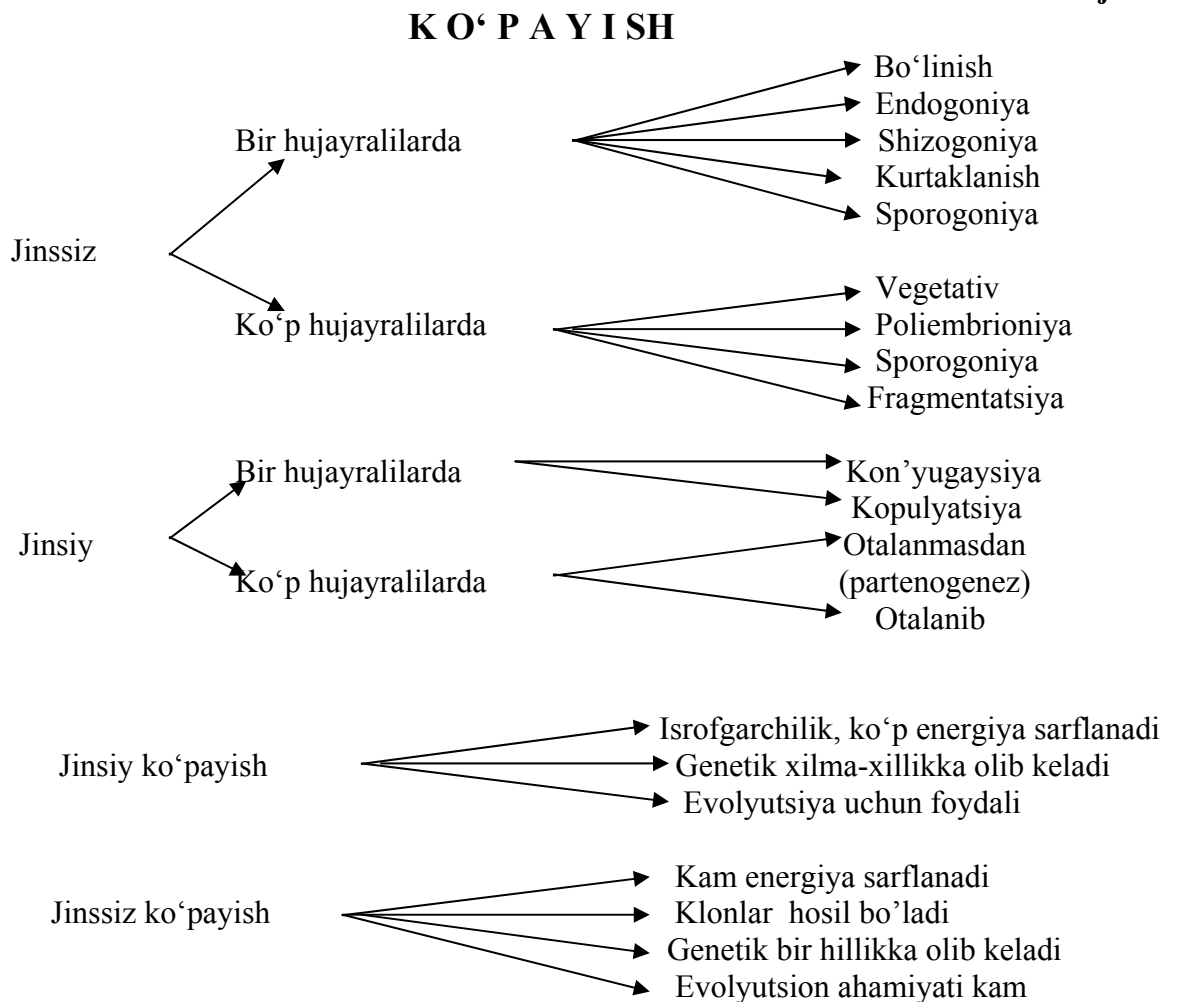 K O‘ P A Y I SH
Bo‘linish
Endogoniya
Bir hujayralilarda
Shizogoniya
Kurtaklanish
Sporogoniya
Jinssiz
Vegetativ
Ko‘p hujayralilarda
Poliembrioniya
Sporogoniya
Fragmentatsiya
Bir hujayralilarda
Kon’yugaysiya
Kopulyatsiya
Jinsiy
Otalanmasdan
(partenogenez)
Ko‘p hujayralilarda
Otalanib
Isrofgarchilik, ko‘p energiya sarflanadi
Jinsiy ko‘payish
Genetik xilma-xillikka olib keladi
Evolyutsiya uchun foydali
Kam energiya sarflanadi
Jinssiz ko‘payish
Klonlar hosil bo’ladi
Genetik bir hillikka olib keladi
Evolyutsion ahamiyati kam